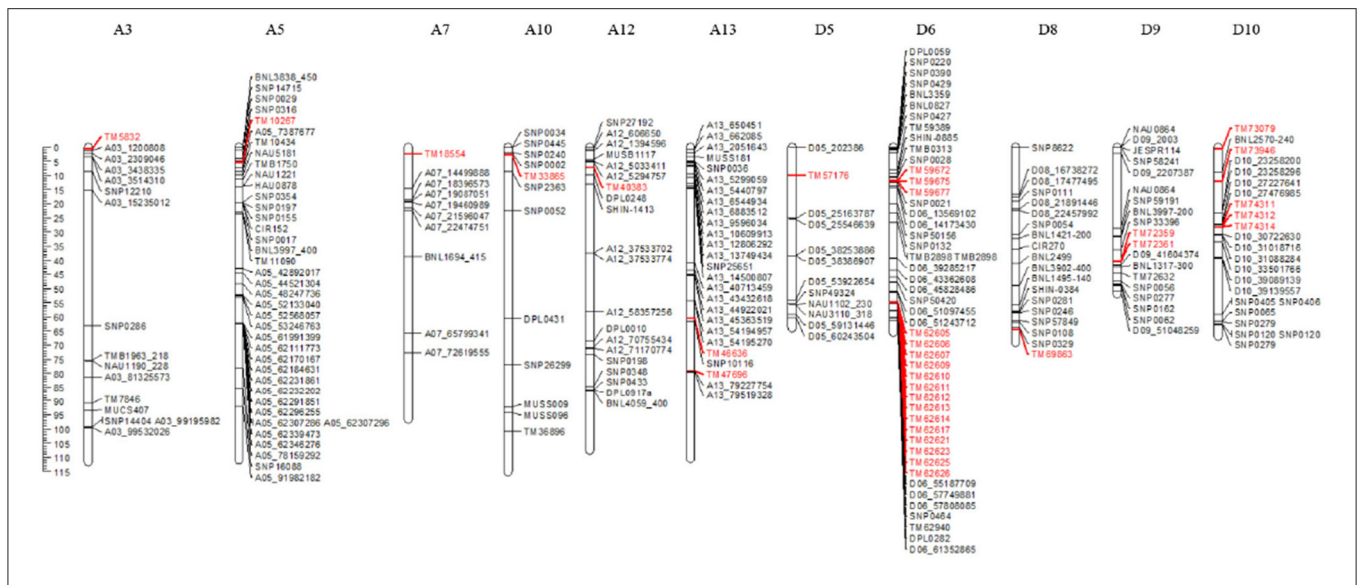 A3
A5
A7
A10
A12
A13
D5
D6
D8
D9
D10
0
5
10
15
20
25
30
35
40
45
50
55
60
65
70
75
80
85
90
95
100
105
110
115
TM5832
A03_1200808
A03_2309046
A03_3438335
A03_3514310
SNP12210
A03_15235012
SNP0286
TMB1963_218
NAU1190_228
A03_81325573
TM7846
MUCS407
SNP14404 A03_99195982
A03_99532026
BNL3838_450
SNP14715
SNP0029
SNP0316
TM10267
A05_7387677
TM10434
NAU5181
TMB1750
NAU1221
HAU0878
SNP0354
SNP0197
SNP0155
CIR152
SNP0017
BNL3997_400
TM11090
A05_42892017
A05_44521304
A05_48247736
A05_52133040
A05_52568057
A05_53246763
A05_61991399
A05_62111773
A05_62170167
A05_62184631
A05_62231861
A05_62232202
A05_62291851
A05_62296255
A05_62307286 A05_62307296
A05_62339473
A05_62346276
A05_78159292
SNP16088
A05_91982182
TM18554
A07_14499888
A07_18396573
A07_19087051
A07_19460989
A07_21596047
A07_22474751
BNL1694_415
A07_65799341
A07_72619555
SNP0034
SNP0445
SNP0240
SNP0002
TM33865
SNP2363
SNP0052
DPL0431
SNP26299
MUSS009
MUSS096
TM36896
SNP27192
A12_606650
A12_1394596
MUSB1117
A12_5033411
A12_5294757
TM40383
DPL0248
SHIN-1413
A12_37533702
A12_37533774
A12_58357256
DPL0010
A12_70755434
A12_71170774
SNP0198
SNP0348
SNP0433
DPL0917a
BNL4059_400
A13_650451
A13_662085
A13_2051643
MUSS181
SNP0036
A13_5299059
A13_5440797
A13_6544934
A13_6883512
A13_9596034
A13_10609913
A13_12806292
A13_13749434
SNP25651
A13_14500807
A13_40713459
A13_43432618
A13_44922021
A13_45363519
A13_54194957
A13_54195270
TM46636
SNP10116
TM47696
A13_79227754
A13_79519328
D05_202386
TM57176
D05_25163787
D05_25546639
D05_38253886
D05_38386907
D05_53922654
SNP49324
NAU1102_230
NAU3110_318
D05_59131446
D05_60243504
DPL0059
SNP0220
SNP0390
SNP0429
BNL3359
BNL0827
SNP0427
TM59389
SHIN-0885
TMB0313
SNP0028
TM59672
TM59675
TM59677
SNP0021
D06_13569102
D06_14173430
SNP50156
SNP0132
TMB2898 TMB2898
D06_39285217
D06_43362608
D06_45828486
SNP50420
D06_51097455
D06_51243712
TM62605
TM62606
TM62607
TM62609
TM62610
TM62611
TM62612
TM62613
TM62614
TM62617
TM62621
TM62623
TM62625
TM62626
D06_55187709
D06_57749881
D06_57808085
SNP0464
TM62940
DPL0282
D06_61352865
SNP8622
D08_16738272
D08_17477495
SNP0111
D08_21891446
D08_22457992
SNP0054
BNL1421-200
CIR270
BNL2499
BNL3902-400
BNL1495-140
SHIN-0384
SNP0281
SNP0246
SNP57849
SNP0108
SNP0329
TM69863
NAU0864
D09_2003
JESPR114
SNP58241
D09_2207387
NAU0864
SNP59191
BNL3997-200
SNP33396
TM72359
TM72361
D09_41604374
BNL1317-300
TM72632
SNP0056
SNP0277
SNP0162
SNP0062
D09_51048259
TM73079
BNL2570-240
TM73946
D10_23258200
D10_23258296
D10_27227641
D10_27476985
TM74311
TM74312
TM74314
D10_30722630
D10_31018716
D10_31088284
D10_33501766
D10_39089139
D10_39139557
SNP0405 SNP0406
SNP0065
SNP0279
SNP0120 SNP0120
SNP0279